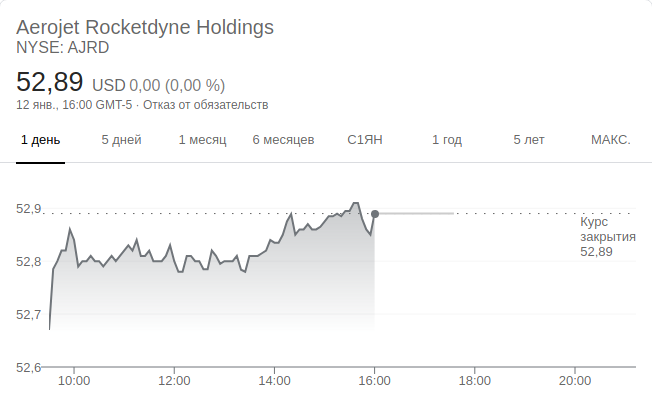 Aerojet Rocketdyne Holdings
NYSE: AJRD
52,89 USD 0,00 (0,00 %)
12 янв., 16:00 GMT-5 · Отказ от обязательств
1 день 5 дней 1 месяц 6 месяцев С1ЯН 1 год 5 лет МАКС.
52,9
Курс
закрытия
52,89
52,8
52,7
52,6
10:00 12:00 14:00 16:00 18:00 20:00